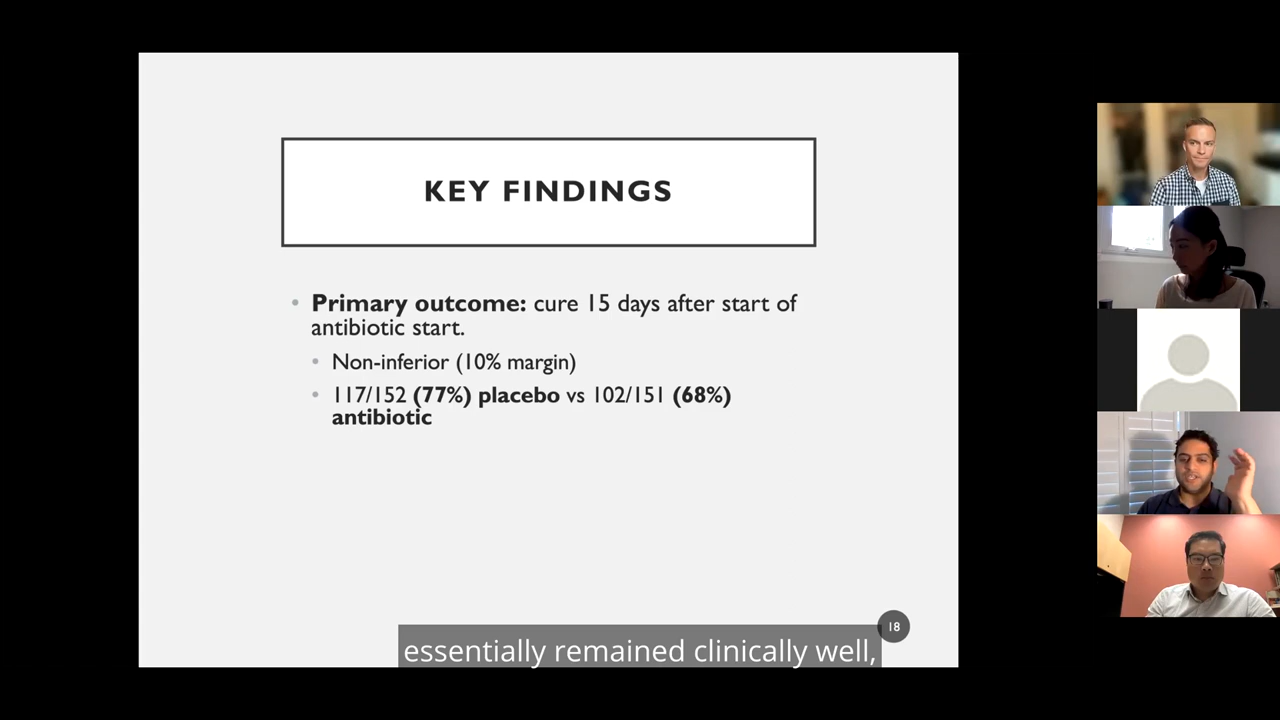 KEY FINDINGS
Primary outcome: cure 15 days after start of
antibiotic start.
Non-inferior (10% margin)
117/152 (77%) placebo vs 102/151 (68%)
antibiotic
18
essentially remained clinically well,